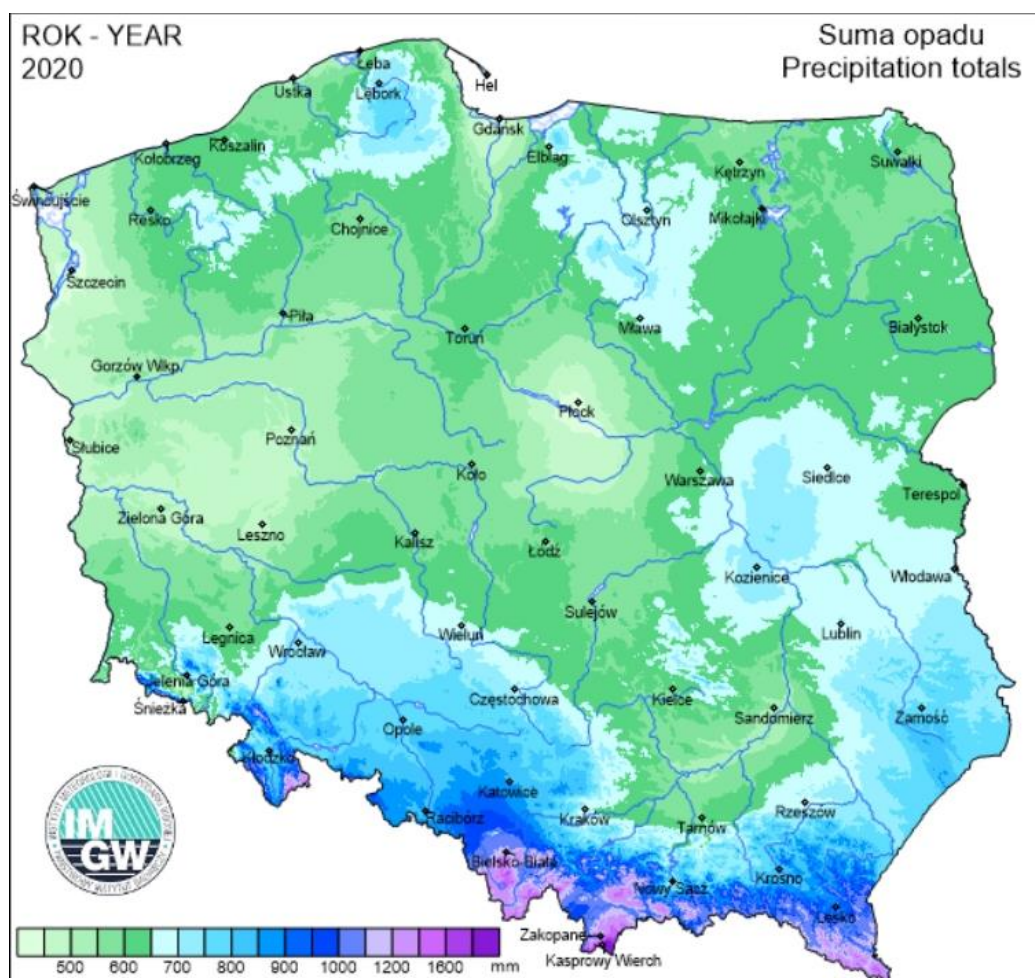 ROK - YEAR
2020
Suma opadu
Precipitation totals
Łeba
Ustka
Lębork
Hel
Gdańsk
Kołobrzeg
Koszalin
Elbląg
Kętrzyn
Suwałki
Świnoujście
Resko
Chojnice
Olsztyn
Mikołajki
Szczecin
Piła
Toruń
Mława
Białystok
Gorzów Wlkp.
Płock
Słubice
Poznań
Koło
Warszawa
Siedlce
Terespol
Zielona Góra
Leszno
Kalisz
Łódź
Kozienice
Włodawa
Sulejów
Legnica
Wrocław
Wieluń
Lublin
Jelenia Góra
Śnieżka
Częstochowa
Kielce
Sandomierz
Zamość
Opole
Kłodzko
Katowice
Racibórz
Kraków
Tarnów
Rzeszów
IM
GW
Bielsko-Biała
Nowy Sącz
Krosno
Lesko
Zakopane
Kasprowy Wierch
500 700 900 1200 mm
600 800 1000 1600